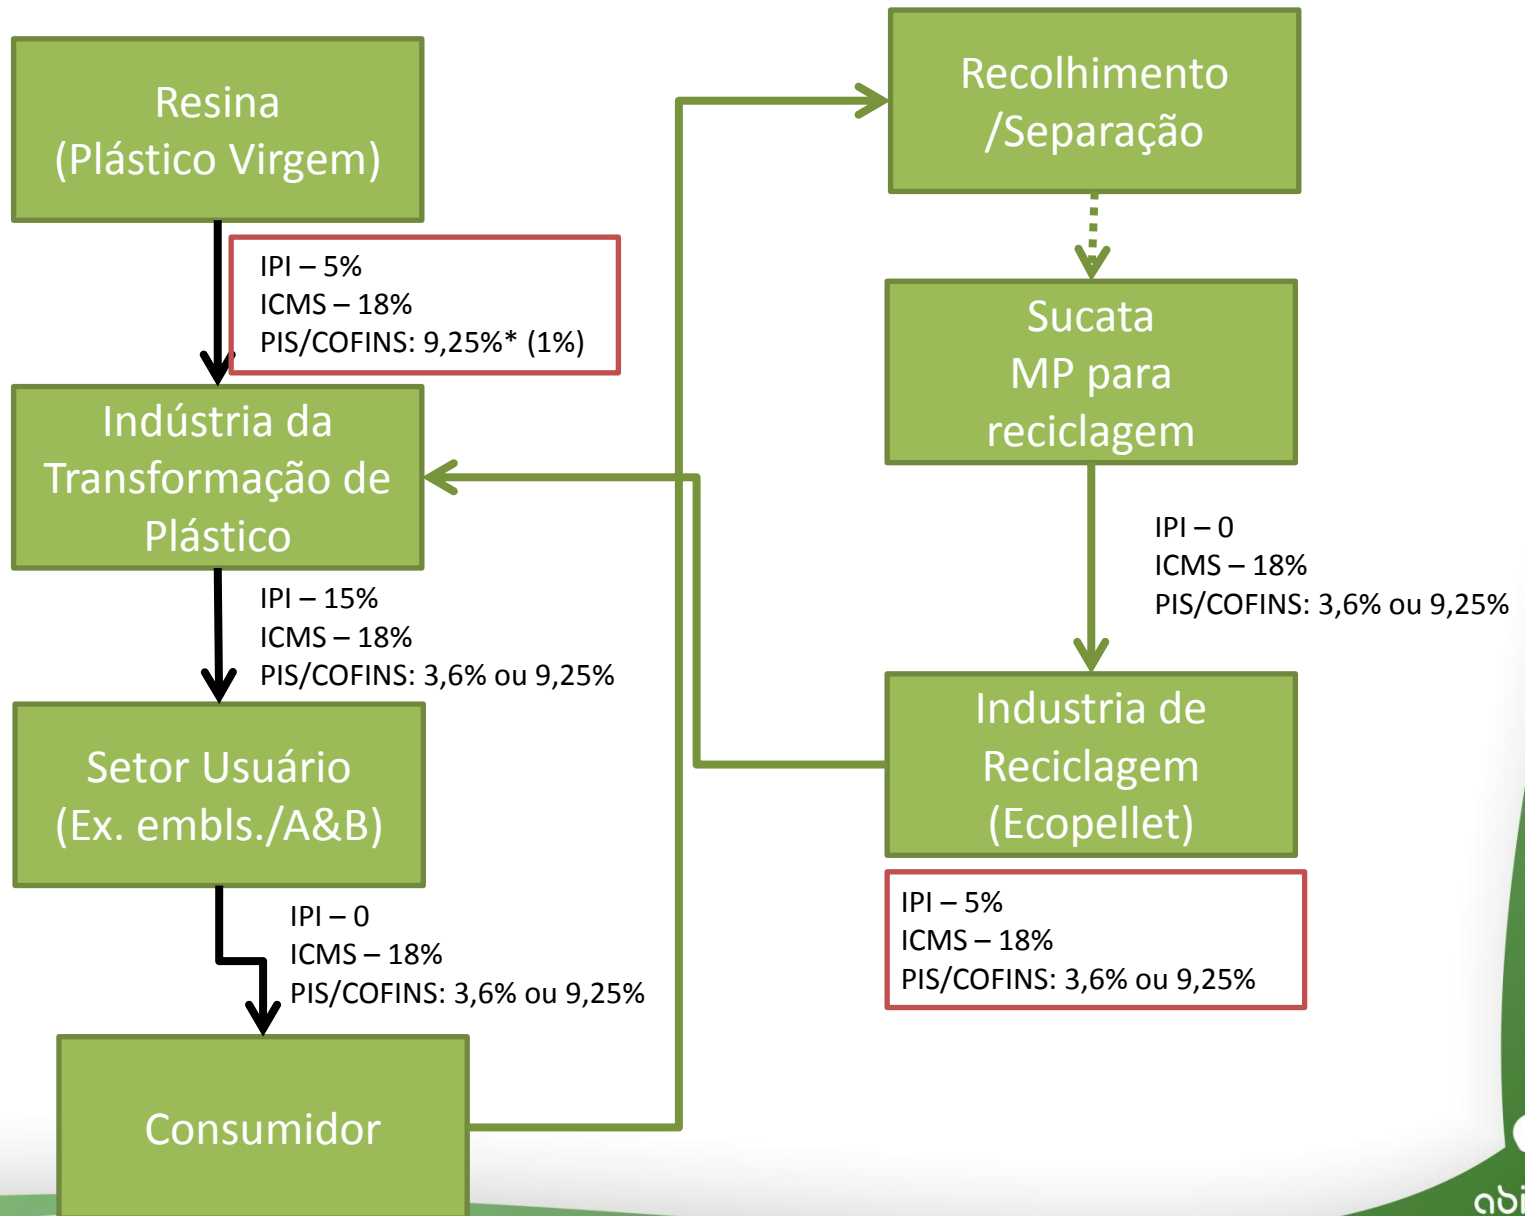 Resina
(Plástico Virgem)
IPI – 5%
ICMS – 18%
PIS/COFINS: 9,25%* (1%)
Indústria da
Transformação de
Plástico
IPI – 15%
ICMS – 18%
PIS/COFINS: 3,6% ou 9,25%
Setor Usuário
(Ex. embls./A&B)
IPI – 0
ICMS – 18%
PIS/COFINS: 3,6% ou 9,25%
Consumidor
Recolhimento
/Separação
Sucata
MP para
reciclagem
IPI – 0
ICMS – 18%
PIS/COFINS: 3,6% ou 9,25%
Industria de
Reciclagem
(Ecopellet)
IPI – 5%
ICMS – 18%
PIS/COFINS: 3,6% ou 9,25%